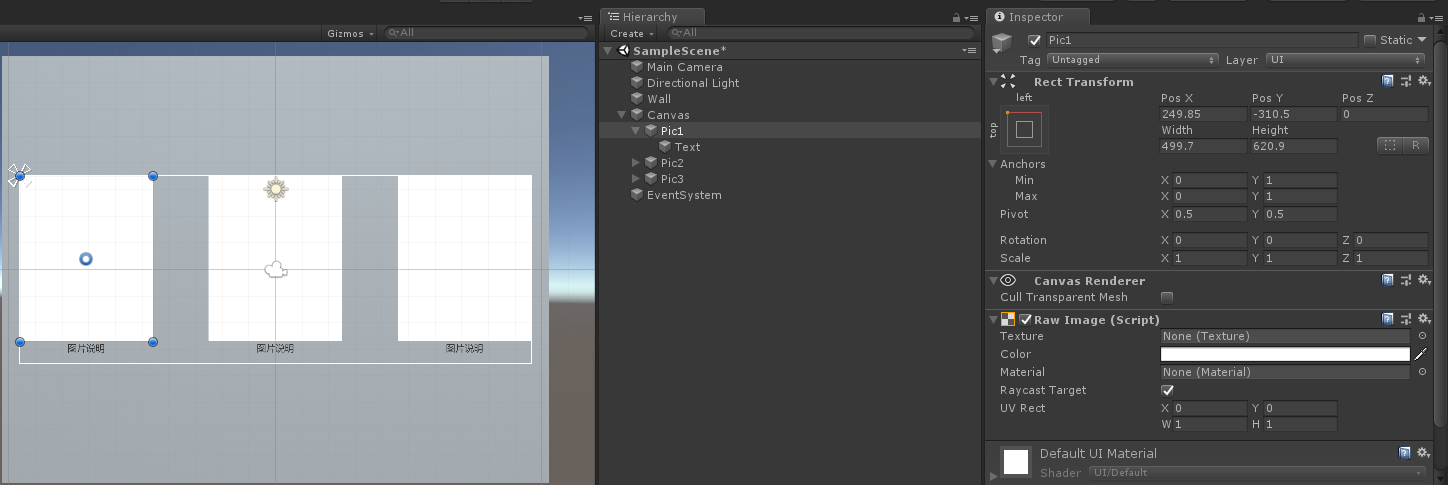 Gizmos
All
图片说明 图片说明 图片说明
Hierarchy
Create
All
SampleScene*
Main Camera
Directional Light
Wall
Canvas
Pic1
Text
Pic2
Pic3
EventSystem
Inspector
Pic1 Static
Tag Untagged Layer UI
Rect Transform
left Pos X Pos Y Pos Z
top 249.85 -310.5 0
Width Height
499.7 620.9 R
Anchors
Min X 0 Y 1
Max X 0 Y 1
Pivot X 0.5 Y 0.5
Rotation X 0 Y 0 Z 0
Scale X 1 Y 1 Z 1
Canvas Renderer
Cull Transparent Mesh
Raw Image (Script)
Texture None (Texture)
Color
Material None (Material)
Raycast Target
UV Rect X 0 Y 0
W 1 H 1
Default UI Material
Shader UI/Default